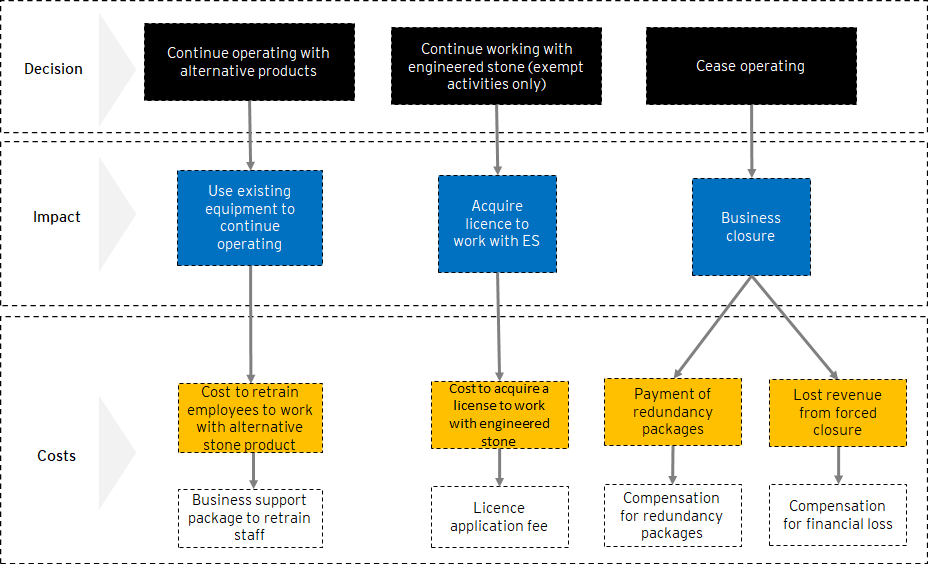 Decision
Continue operating with
alternative products
Continue working with
engineered stone (exempt
activities only)
Cease operating
Impact
Use existing
equipment to
continue
operating
Acquire
licence to
work with ES
Business
closure
Costs
Cost to retrain
employees to work
with alternative
stone product
Cost to acquire a
license to work
with engineered
stone
Payment of
redundancy
packages
Lost revenue
from forced
closure
Business support
package to retrain
staff
Licence
application fee
Compensation
for redundancy
packages
Compensation
for financial loss